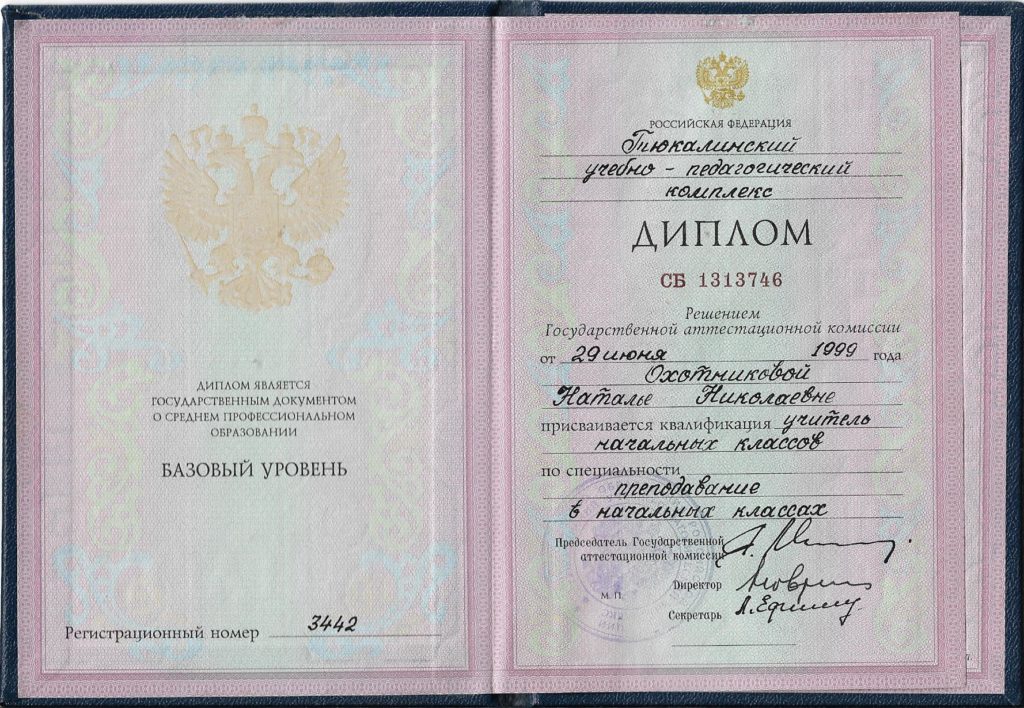 ДИПЛОМ ЯВЛЯЕТСЯ
ГОСУДАРСТВЕННЫМ ДОКУМЕНТОМ
О СРЕДНЕМ ПРОФЕССИОНАЛЬНОМ
ОБРАЗОВАНИИ
БАЗОВЫЙ УРОВЕНЬ
Регистрационный номер 3442
РОССИЙСКАЯ ФЕДЕРАЦИЯ
Тюкалинский
учебно - педагогический
комплекс
ДИПЛОМ
СБ 1313746
Решением
Государственной аттестационной комиссии
от 29 июня 1999 года
Охотниковой
Наталье Николаевне
присваивается квалификация учитель
начальных классов
по специальности
преподавание
в начальных классах
Председатель Государственной
аттестационной комиссии
Директор
М. П.
Секретарь